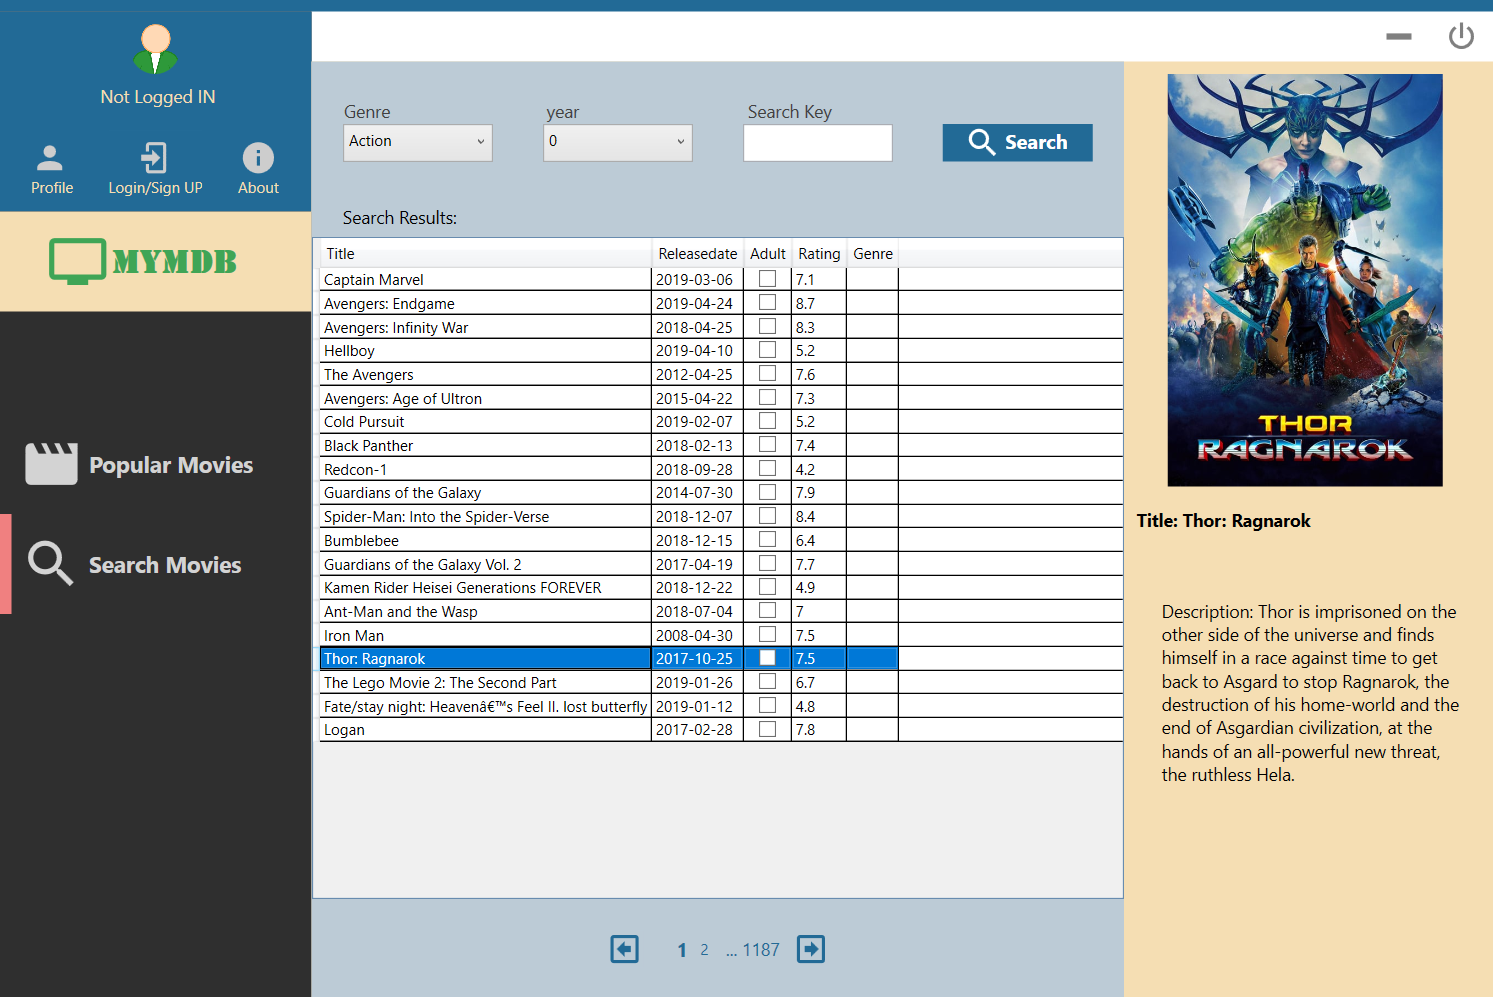 Not Logged IN
Profile Login/Sign UP About
MYMDB
Popular Movies
Search Movies
Genre year Search Key
Action 0 Search
Search Results:
Title Releasedate Adult Rating Genre
Captain Marvel 2019-03-06 7.1
Avengers: Endgame 2019-04-24 8.7
Avengers: Infinity War 2018-04-25 8.3
Hellboy 2019-04-10 5.2
The Avengers 2012-04-25 7.6
Avengers: Age of Ultron 2015-04-22 7.3
Cold Pursuit 2019-02-07 5.2
Black Panther 2018-02-13 7.4
Redcon-1 2018-09-28 4.2
Guardians of the Galaxy 2014-07-30 7.9
Spider-Man: Into the Spider-Verse 2018-12-07 8.4
Bumblebee 2018-12-15 6.4
Guardians of the Galaxy Vol. 2 2017-04-19 7.7
Kamen Rider Heisei Generations FOREVER 2018-12-22 4.9
Ant-Man and the Wasp 2018-07-04 7
Iron Man 2008-04-30 7.5
Thor: Ragnarok 2017-10-25 7.5
The Lego Movie 2: The Second Part 2019-01-26 6.7
Fate/stay night: Heavenâ€™s Feel II. lost butterfly 2019-01-12 4.8
Logan 2017-02-28 7.8
1 2 ... 1187
THOR
RAGNAROK
Title: Thor: Ragnarok
Description: Thor is imprisoned on the
other side of the universe and finds
himself in a race against time to get
back to Asgard to stop Ragnarok, the
destruction of his home-world and the
end of Asgardian civilization, at the
hands of an all-powerful new threat,
the ruthless Hela.